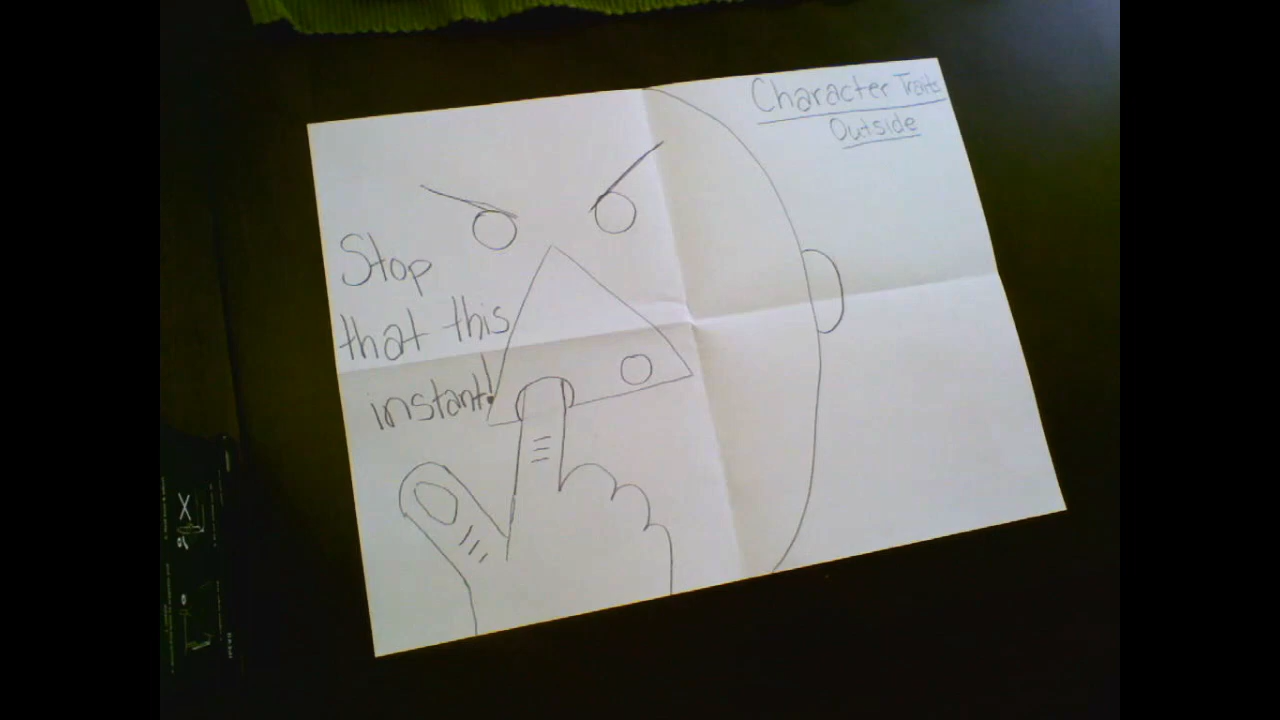 Character Traits
Outside
Stop
that this
instant!